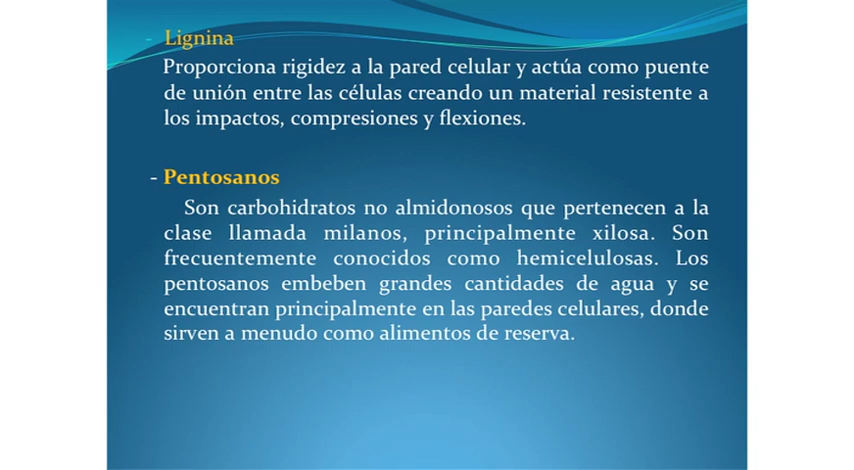 - Lignina
Proporciona rigidez a la pared celular y actúa como puente
de unión entre las células creando un material resistente a
los impactos, compresiones y flexiones.
- Pentosanos
Son carbohidratos no almidonosos que pertenecen a la
clase llamada milanos, principalmente xilosa. Son
frecuentemente conocidos como hemicelulosas. Los
pentosanos embeben grandes cantidades de agua y se
encuentran principalmente en las paredes celulares, donde
sirven a menudo como alimentos de reserva.